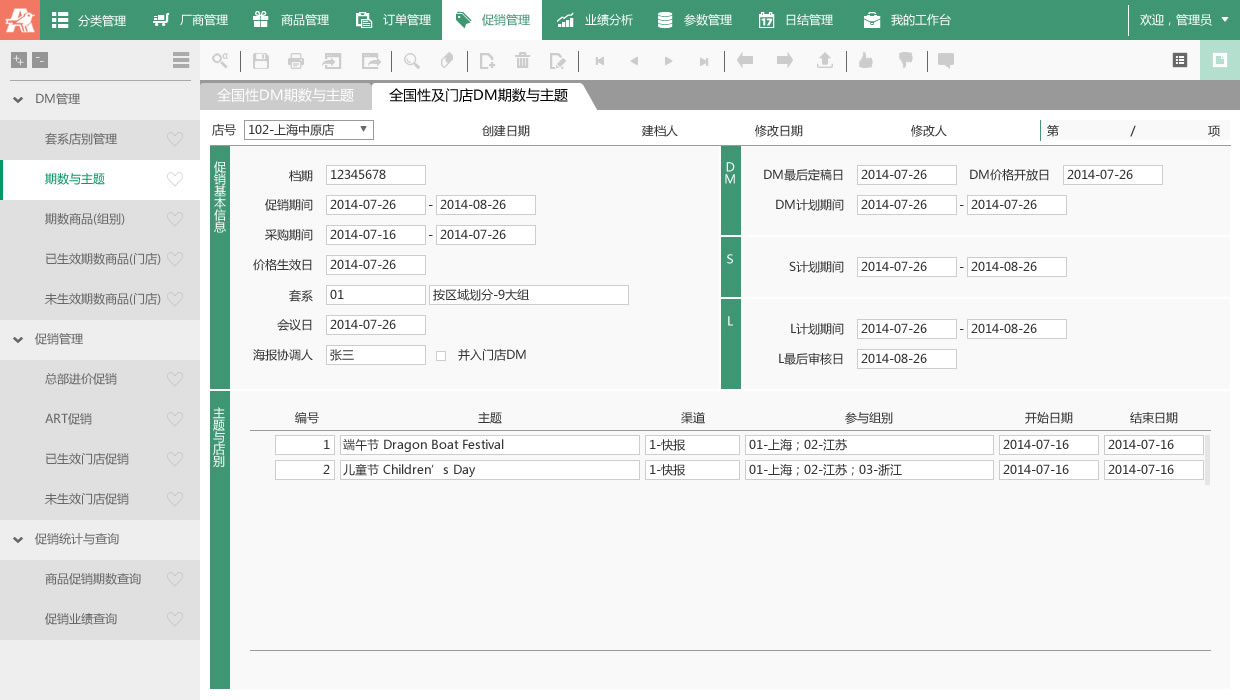 分类管理 厂商管理 商品管理 订单管理 促销管理 业绩分析 参数管理 日结管理 我的工作台 欢迎，管理员
DM管理
套系店别管理
期数与主题
期数商品(组别)
已生效期数商品(门店)
未生效期数商品(门店)
促销管理
总部进价促销
ART促销
已生效门店促销
未生效门店促销
促销统计与查询
商品促销期数查询
促销业绩查询
全国性DM期数与主题 全国性及门店DM期数与主题
店号 102-上海中原店 创建日期 建档人 修改日期 修改人 第 / 项
促销基本信息
档期 12345678
促销期间 2014-07-26 - 2014-08-26
采购期间 2014-07-16 - 2014-07-26
价格生效日 2014-07-26
套系 01 按区域划分-9大组
会议日 2014-07-26
海报协调人 张三 并入门店DM
DM
DM最后定稿日 2014-07-26 DM价格开放日 2014-07-26
DM计划期间 2014-07-26 - 2014-07-26
S
S计划期间 2014-07-26 - 2014-08-26
L
L计划期间 2014-07-26 - 2014-08-26
L最后审核日 2014-08-26
主题与店别
编号 主题 渠道 参与组别 开始日期 结束日期
1 端午节 Dragon Boat Festival 1-快报 01-上海；02-江苏 2014-07-16 2014-07-16
2 儿童节 Children’s Day 1-快报 01-上海；02-江苏；03-浙江 2014-07-16 2014-07-16